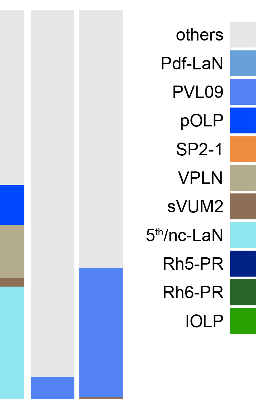 others
Pdf-LaN
PVL09
pOLP
SP2-1
VPLN
sVUM2
5th/nc-LaN
Rh5-PR
Rh6-PR
lOLP